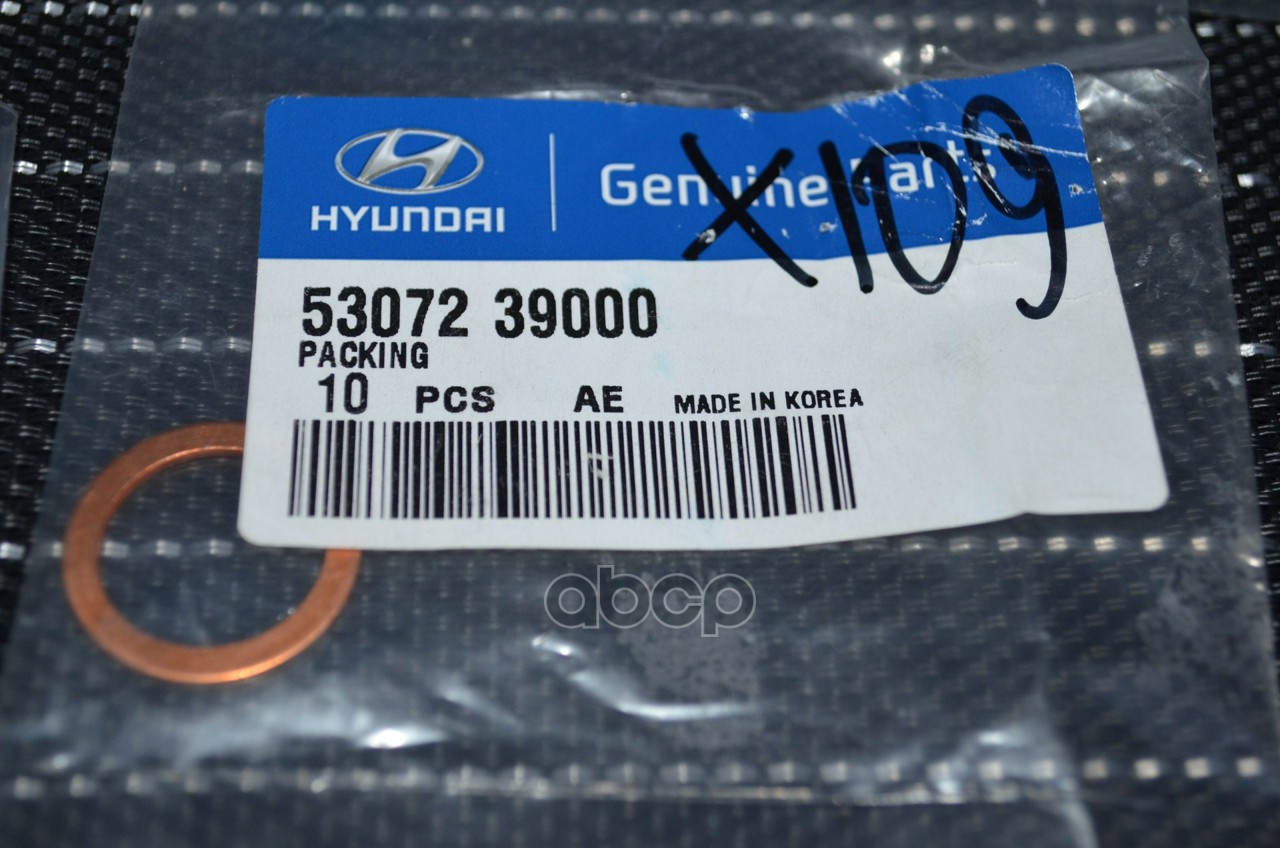 HYUNDAI
Genuine Parts
X109
53072 39000
PACKING
10 PCS AE MADE IN KOREA
abcp